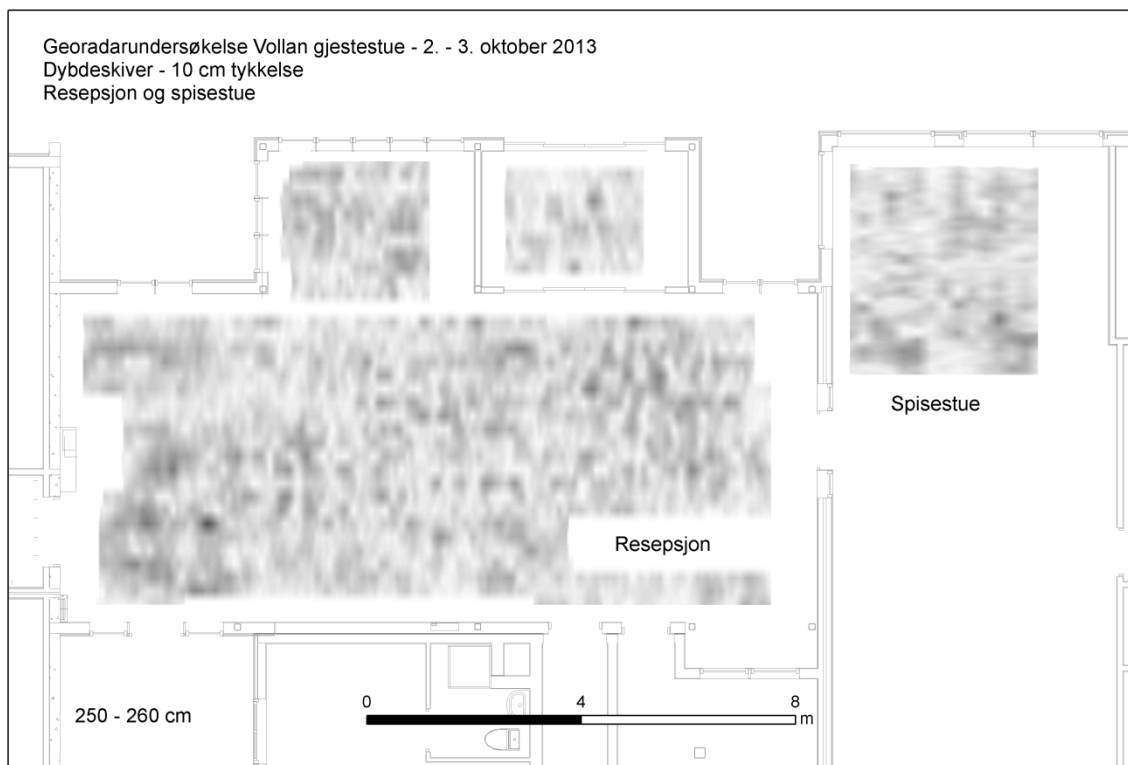 Georadarundersøkelse Vollan gjestestue - 2. - 3. oktober 2013
Dybdeskiver - 10 cm tykkelse
Resepsjon og spisestue
Spisestue
Resepsjon
250 - 260 cm
0 4 8
m